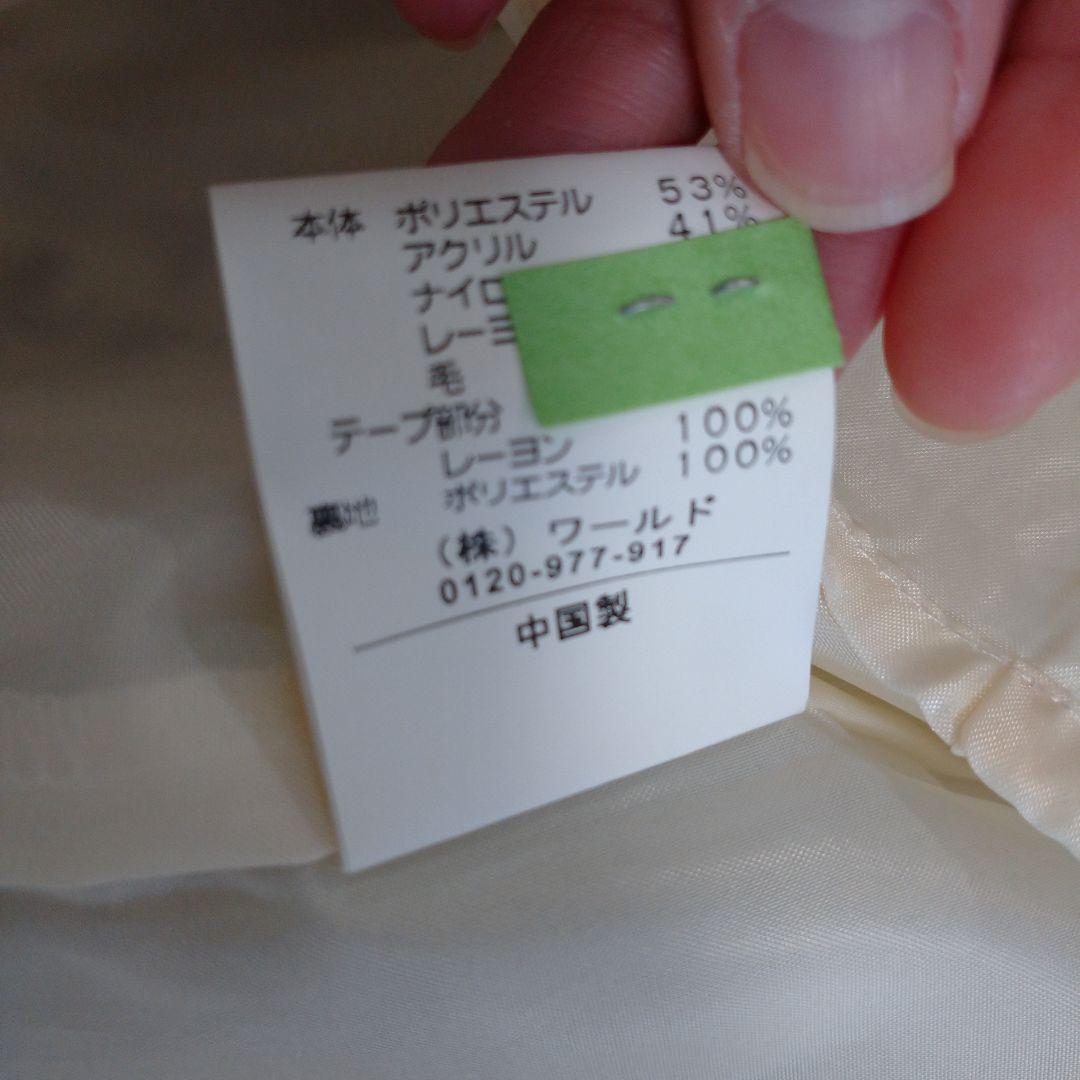 本体 ポリエステル 53%
アクリル 41%
ナイロ
レーヨ
毛
テープ部分
レーヨン 100%
裏地 ポリエステル 100%
(株) ワールド
0120-977-917
中国製